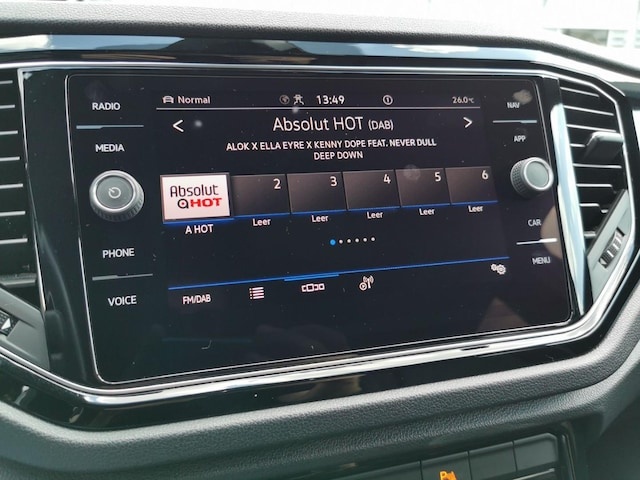 RADIO
MEDIA
PHONE
VOICE
Normal
13:49
26.0°C
Absolut HOT (DAB)
ALOK X ELLA EYRE X KENNY DOPE FEAT. NEVER DULL
DEEP DOWN
Absolut
HOT
2
3
4
5
6
A HOT
Leer
Leer
Leer
Leer
Leer
FM/DAB
NAV
APP
CAR
MENU